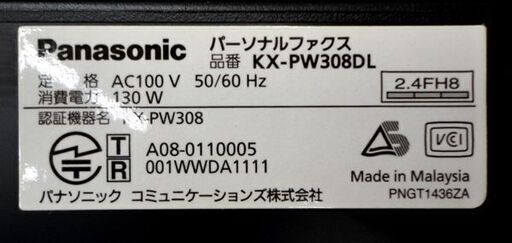 Panasonic パーソナルファクス
品番 KX-PW308DL
定 格 AC100 V 50/60 Hz
消費電力 130 W
2.4FH8
認証機器名 KX-PW308
T A08-0110005
R 001WWDA1111
VCCI
Made in Malaysia
パナソニック コミュニケーションズ株式会社
PNGT1436ZA